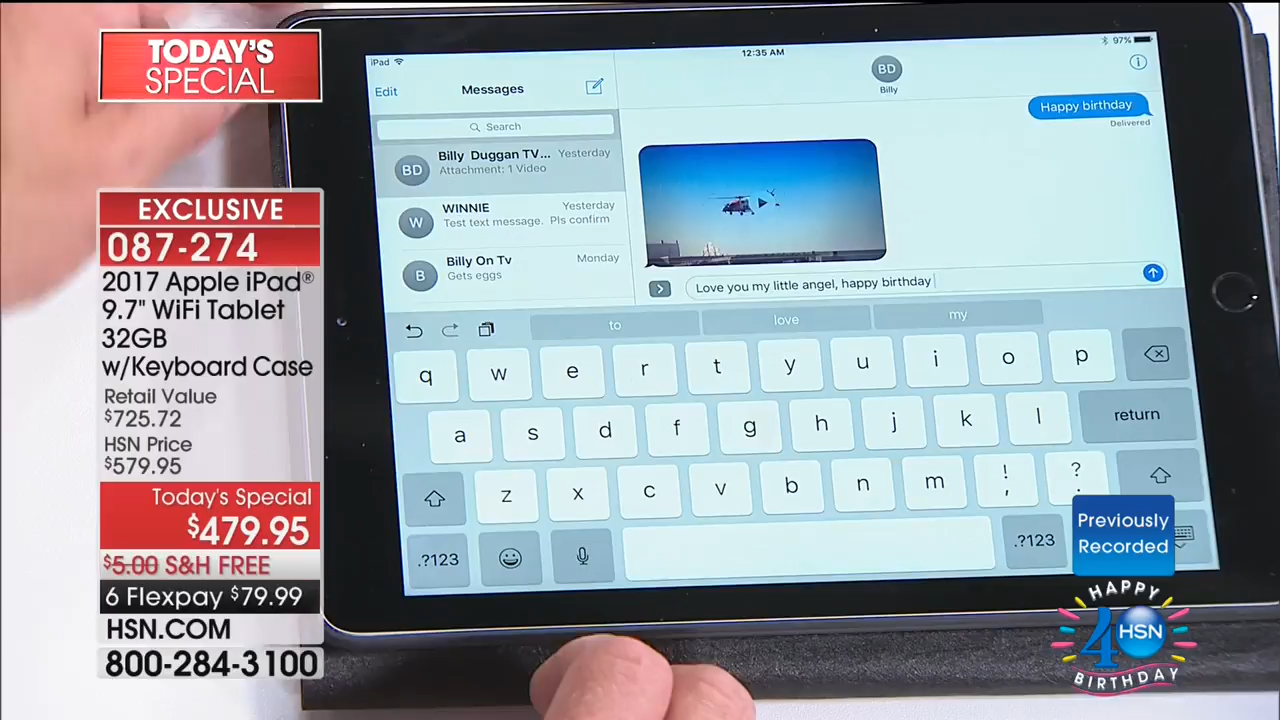 TODAY'S
SPECIAL
EXCLUSIVE
087-274
2017 Apple iPad®
9.7" WiFi Tablet
32GB
w/Keyboard Case
Retail Value
$725.72
HSN Price
$579.95
Today's Special
$479.95
$5.00 S&H FREE
6 Flexpay $79.99
HSN.COM
800-284-3100
iPad
12:35 AM
97%
Edit
Messages
Search
BD
Billy Duggan TV...
Yesterday
Attachment: 1 Video
W
WINNIE
Yesterday
Test text message. Pls confirm
B
Billy On Tv
Monday
Gets eggs
BD
Billy
Happy birthday
Delivered
Love you my little angel, happy birthday
to love my
q w e r t y u i o p
a s d f g h j k l return
z x c v b n m ! , ? .
.?123 .?123
Previously
Recorded
HAPPY
40
HSN
BIRTHDAY